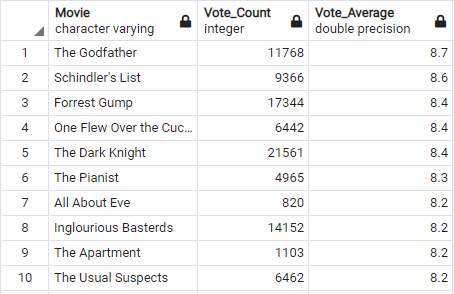 Movie Vote_Count Vote_Average
character varying integer double precision
1 The Godfather 11768 8.7
2 Schindler's List 9366 8.6
3 Forrest Gump 17344 8.4
4 One Flew Over the Cuc... 6442 8.4
5 The Dark Knight 21561 8.4
6 The Pianist 4965 8.3
7 All About Eve 820 8.2
8 Inglourious Basterds 14152 8.2
9 The Apartment 1103 8.2
10 The Usual Suspects 6462 8.2